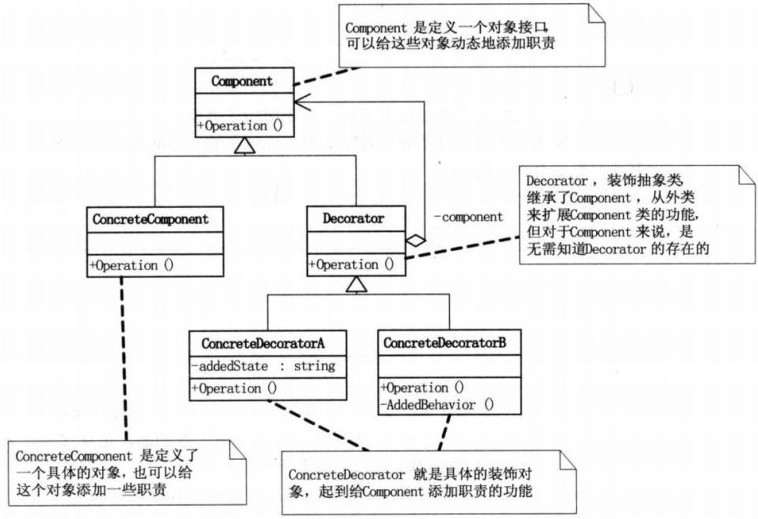 Component 是定义一个对象接口,
可以给这些对象动态地添加职责
Component
+Operation()
Decorator, 装饰抽象类,
继承了Component, 从外类
来扩展Component 类的功能,
但对于Component 来说, 是
无需知道Decorator 的存在的
ConcreteComponent
+Operation()
Decorator
+Operation()
-component
ConcreteDecoratorA
-addedState : string
+Operation()
ConcreteDecoratorB
+Operation()
-AddedBehavior()
ConcreteComponent 是定义了
一个具体的对象, 也可以给
这个对象添加一些职责
ConcreteDecorator 就是具体的装饰对
象, 起到给Component 添加职责的功能